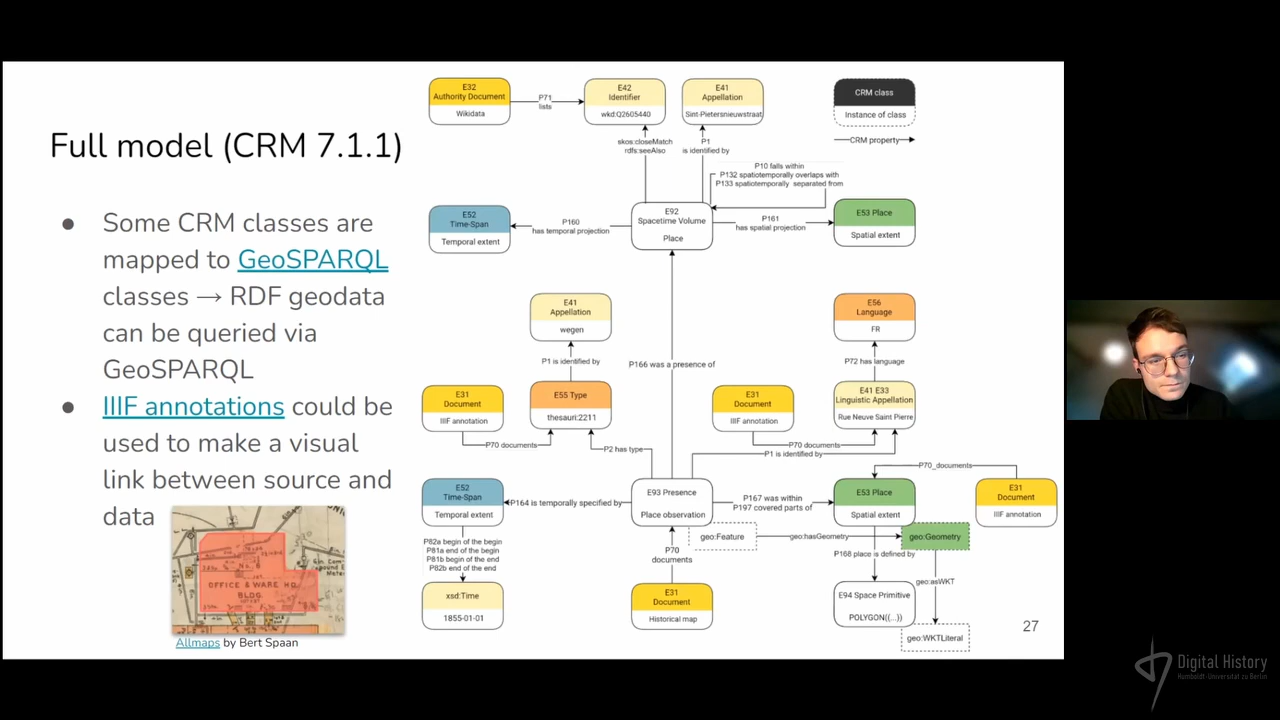 Full model (CRM 7.1.1)
● Some CRM classes are
mapped to GeoSPARQL
classes → RDF geodata
can be queried via
GeoSPARQL
● IIIF annotations could be
used to make a visual
link between source and
data
OFFICE & WARE HO.
BLDG.
Allmaps by Bert Spaan
E32
Authority Document
Wikidata
P71
lists
E42
Identifier
wkd:Q2605440
E41
Appellation
Sint-Pietersnieuwstraat
CRM class
Instance of class
CRM property
skos:closeMatch
rdfs:seeAlso
P1
is identified by
P10 falls within
P132 spatiotemporally overlaps with
P133 spatiotemporally separated from
E52
Time-Span
Temporal extent
P160
has temporal projection
E92
Spacetime Volume
Place
P161
has spatial projection
E53 Place
Spatial extent
E41
Appellation
wegen
E56
Language
FR
P1 is identified by
P166 was a presence of
P72 has language
E31
Document
IIIF annotation
E55 Type
thesauri:2211
E31
Document
IIIF annotation
E41 E33
Linguistic Appellation
Rue Neuve Saint Pierre
P70 documents
P2 has type
P70 documents
P1 is identified by
P70_documents
E52
Time-Span
Temporal extent
P164 is temporally specified by
E93 Presence
Place observation
P167 was within
P197 covered parts of
E53 Place
Spatial extent
E31
Document
IIIF annotation
geo:Feature
geo:hasGeometry
geo:Geometry
P82a begin of the begin
P81a end of the begin
P81b begin of the end
P82b end of the end
P70
documents
P168 place is defined by
geo:asWKT
xsd:Time
1855-01-01
E31
Document
Historical map
E94 Space Primitive
POLYGON((...))
geo:WKTLiteral
27
Digital History
Humboldt-Universität zu Berlin